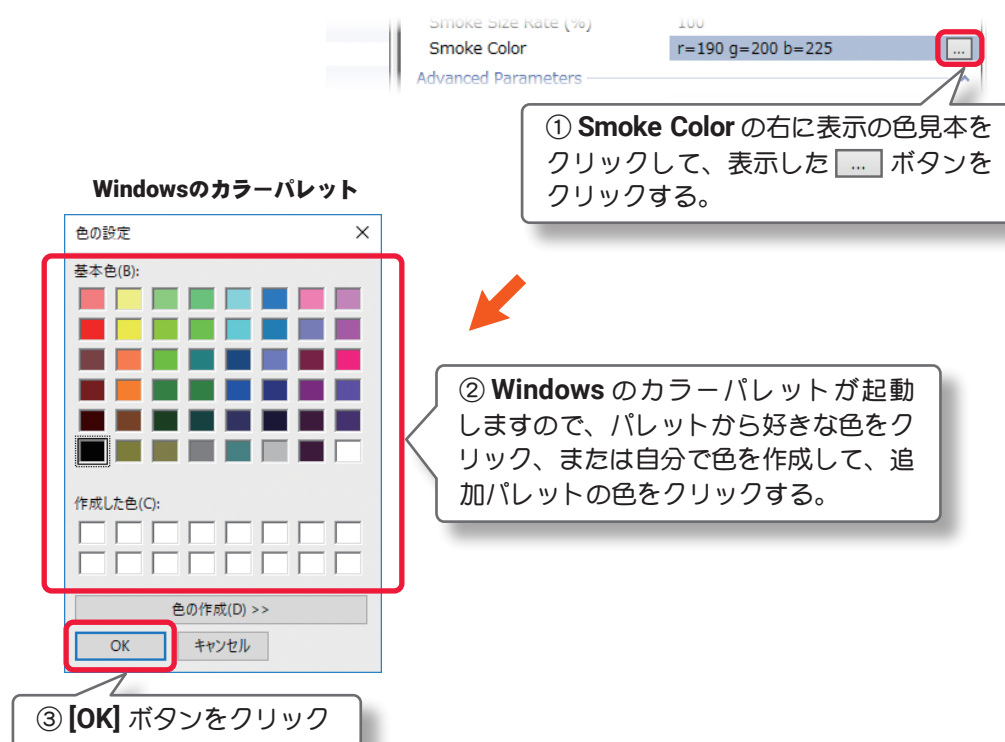 Smoke Size Rate (%) 100
Smoke Color r=190 g=200 b=225 ...
Advanced Parameters
① Smoke Color の右に表示の色見本を
クリックして、表示した ... ボタンを
クリックする。
Windowsのカラーパレット
色の設定
基本色(B):
② Windows のカラーパレットが起動
しますので、パレットから好きな色をク
リック、または自分で色を作成して、追
加パレットの色をクリックする。
作成した色(C):
色の作成(D) >>
OK キャンセル
③ [OK] ボタンをクリック